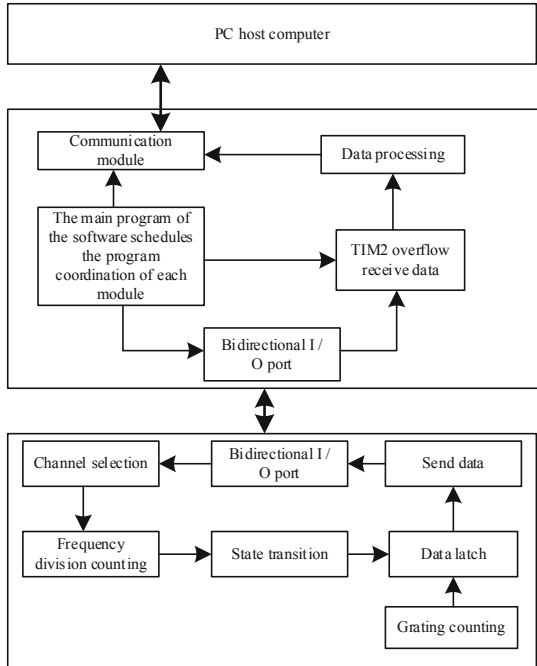 PC host computer
Communication
module
Data processing
The main program of
the software schedules
the program
coordination of each
module
TIM2 overflow
receive data
Bidirectional I /
O port
Channel selection
Bidirectional I /
O port
Send data
Frequency
division counting
State transition
Data latch
Grating counting